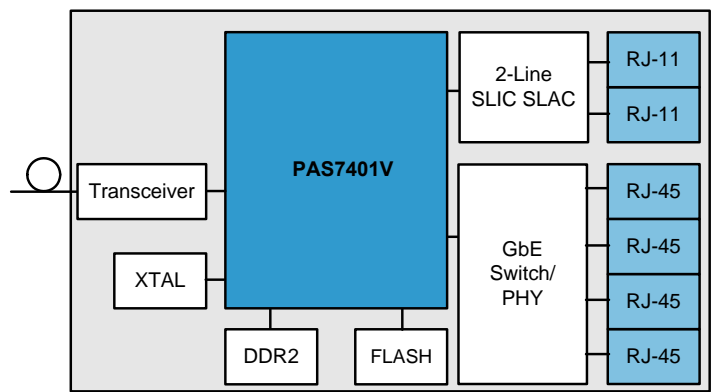 2-Line
SLIC SLAC
RJ-11
RJ-11
PAS7401V
Transceiver
XTAL
DDR2
FLASH
GbE
Switch/
PHY
RJ-45
RJ-45
RJ-45
RJ-45